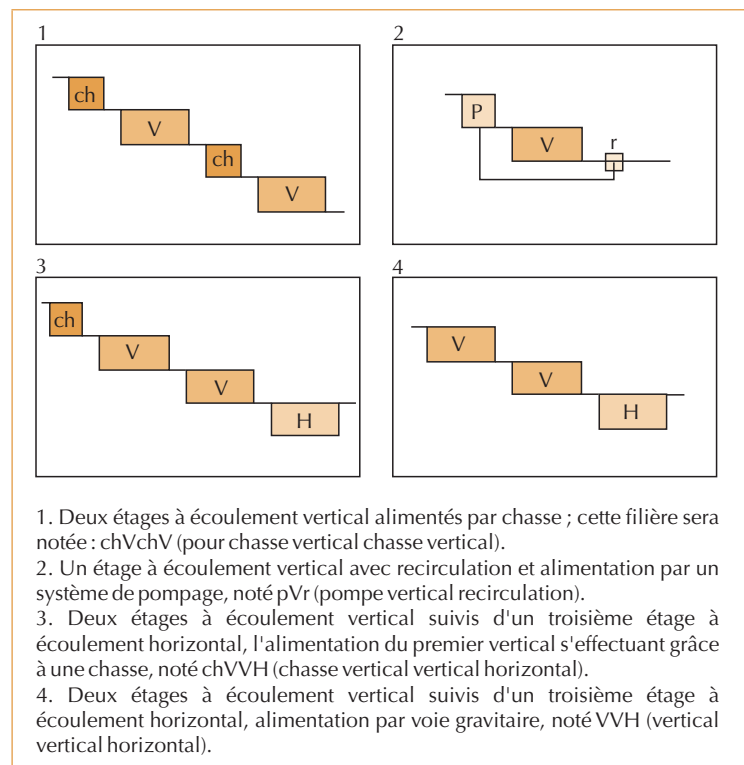 1
ch
V
ch
V
2
P
V
r
3
ch
V
V
H
4
V
V
H
1. Deux étages à écoulement vertical alimentés par chasse ; cette filière sera
notée : chVchV (pour chasse vertical chasse vertical).
2. Un étage à écoulement vertical avec recirculation et alimentation par un
système de pompage, noté pVr (pompe vertical recirculation).
3. Deux étages à écoulement vertical suivis d'un troisième étage à
écoulement horizontal, l'alimentation du premier vertical s'effectuant grâce
à une chasse, noté chVVH (chasse vertical vertical horizontal).
4. Deux étages à écoulement vertical suivis d'un troisième étage à
écoulement horizontal, alimentation par voie gravitaire, noté VVH (vertical
vertical horizontal).